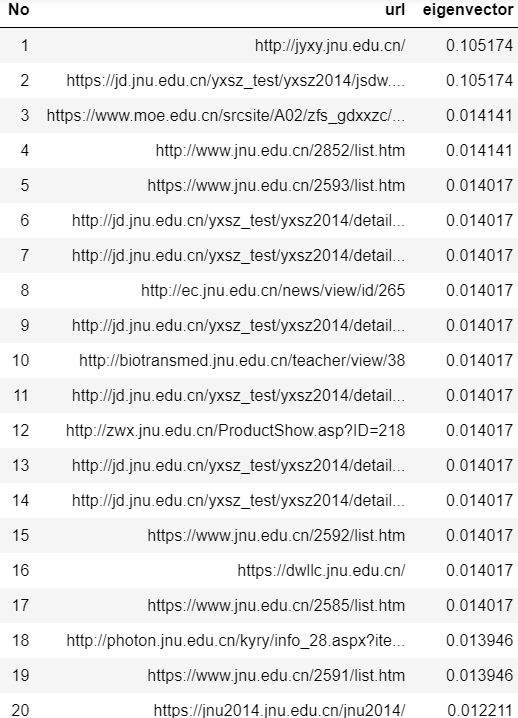 No url eigenvector
1 http://jyxy.jnu.edu.cn/ 0.105174
2 https://jd.jnu.edu.cn/yxsz_test/yxsz2014/jsdw.... 0.105174
3 https://www.moe.edu.cn/srcsite/A02/zfs_gdxxzc/... 0.014141
4 http://www.jnu.edu.cn/2852/list.htm 0.014141
5 https://www.jnu.edu.cn/2593/list.htm 0.014017
6 http://jd.jnu.edu.cn/yxsz_test/yxsz2014/detail... 0.014017
7 http://jd.jnu.edu.cn/yxsz_test/yxsz2014/detail... 0.014017
8 http://ec.jnu.edu.cn/news/view/id/265 0.014017
9 http://jd.jnu.edu.cn/yxsz_test/yxsz2014/detail... 0.014017
10 http://biotransmed.jnu.edu.cn/teacher/view/38 0.014017
11 http://jd.jnu.edu.cn/yxsz_test/yxsz2014/detail... 0.014017
12 http://zwx.jnu.edu.cn/ProductShow.asp?ID=218 0.014017
13 http://jd.jnu.edu.cn/yxsz_test/yxsz2014/detail... 0.014017
14 http://jd.jnu.edu.cn/yxsz_test/yxsz2014/detail... 0.014017
15 https://www.jnu.edu.cn/2592/list.htm 0.014017
16 https://dwllc.jnu.edu.cn/ 0.014017
17 https://www.jnu.edu.cn/2585/list.htm 0.014017
18 http://photon.jnu.edu.cn/kyry/info_28.aspx?ite... 0.013946
19 https://www.jnu.edu.cn/2591/list.htm 0.013946
20 https://jnu2014.jnu.edu.cn/jnu2014/ 0.012211